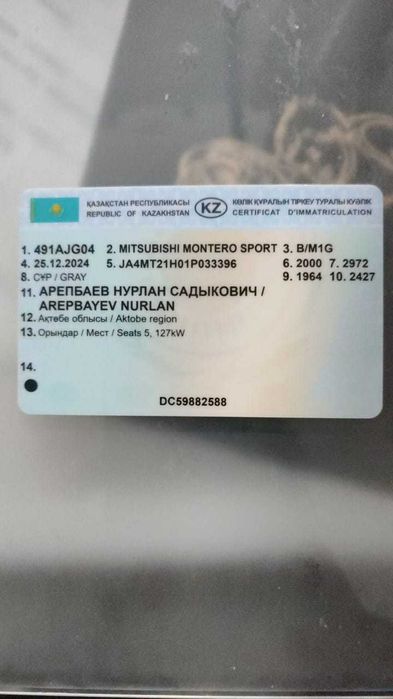 ҚАЗАҚСТАН РЕСПУБЛИКАСЫ KZ КӨЛІК ҚҰРАЛЫН ТІРКЕУ ТУРАЛЫ КУӘЛІК
REPUBLIC OF KAZAKHSTAN CERTIFICAT D'IMMATRICULATION
1. 491AJG04 2. MITSUBISHI MONTERO SPORT 3. B/M1G
4. 25.12.2024 5. JA4MT21H01P033396 6. 2000 7. 2972
8. СҰР / GRAY 9. 1964 10. 2427
11. АРЕПБАЕВ НУРЛАН САДЫКОВИЧ /
AREPBAYEV NURLAN
12. Ақтөбе облысы / Aktobe region
13. Орындар / Мест / Seats 5, 127kW
14.
DC59882588